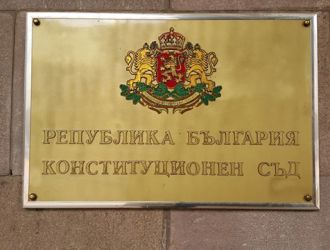 РЕПУБЛИКА БЪЛГАРИЯ
КОНСТИТУЦИОНЕН СЪД